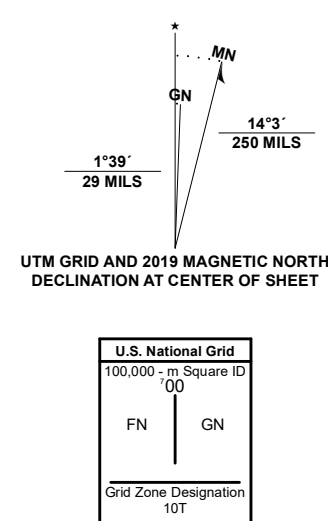 ★
MN
GN
1°39´
29 MILS
14°3´
250 MILS
UTM GRID AND 2019 MAGNETIC NORTH
DECLINATION AT CENTER OF SHEET
U.S. National Grid
100,000 - m Square ID
⁷00
FN GN
Grid Zone Designation
10T